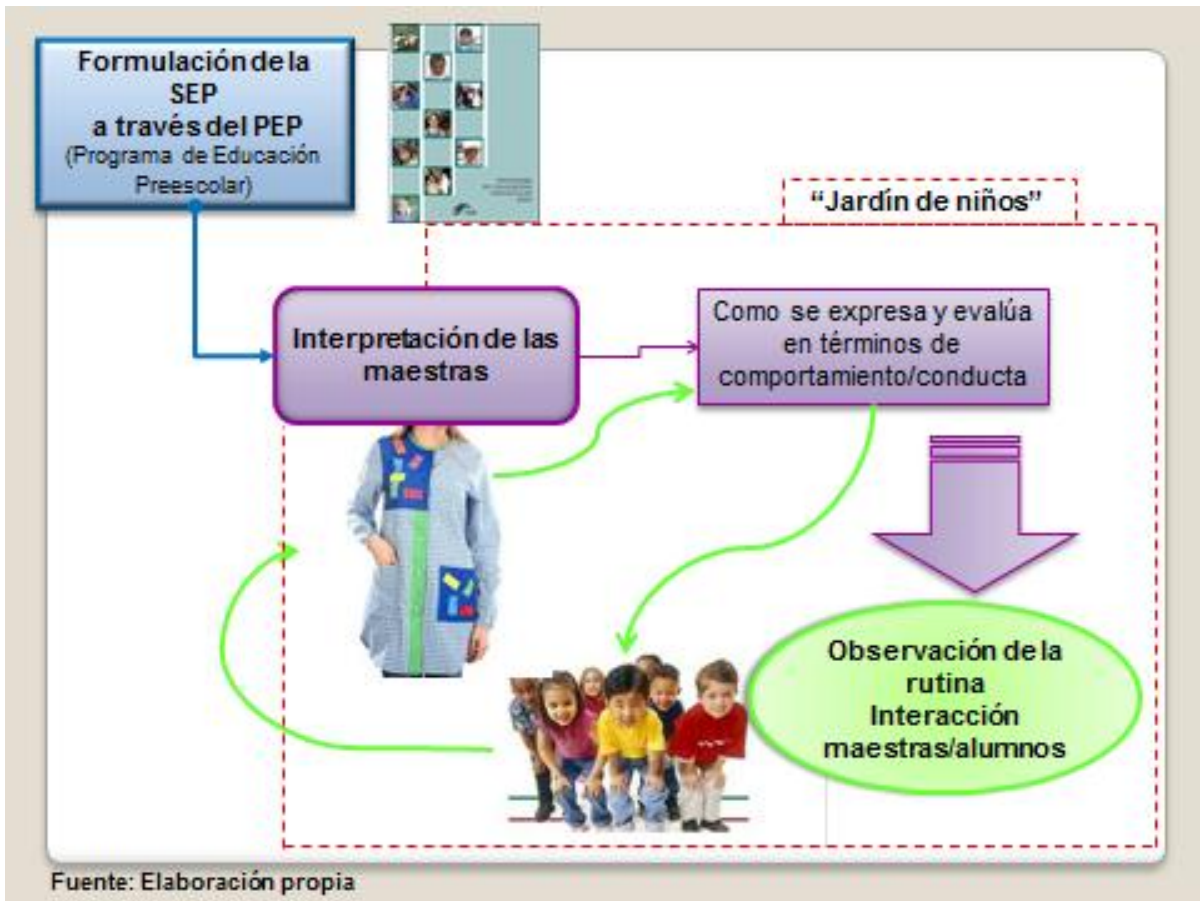 Formulación de la
SEP
a través del PEP
(Programa de Educación
Preescolar)
“Jardín de niños”
Interpretación de las
maestras
Como se expresa y evalúa
en términos de
comportamiento/conducta
Observación de la
rutina
Interacción
maestras/alumnos
Fuente: Elaboración propia